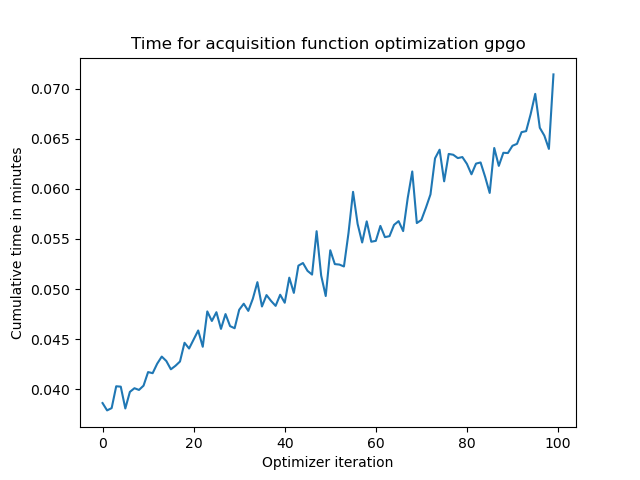 Time for acquisition function optimization gpgo
0.070
0.065
0.060
0.055
0.050
0.045
0.040
Cumulative time in minutes
0 20 40 60 80 100
Optimizer iteration